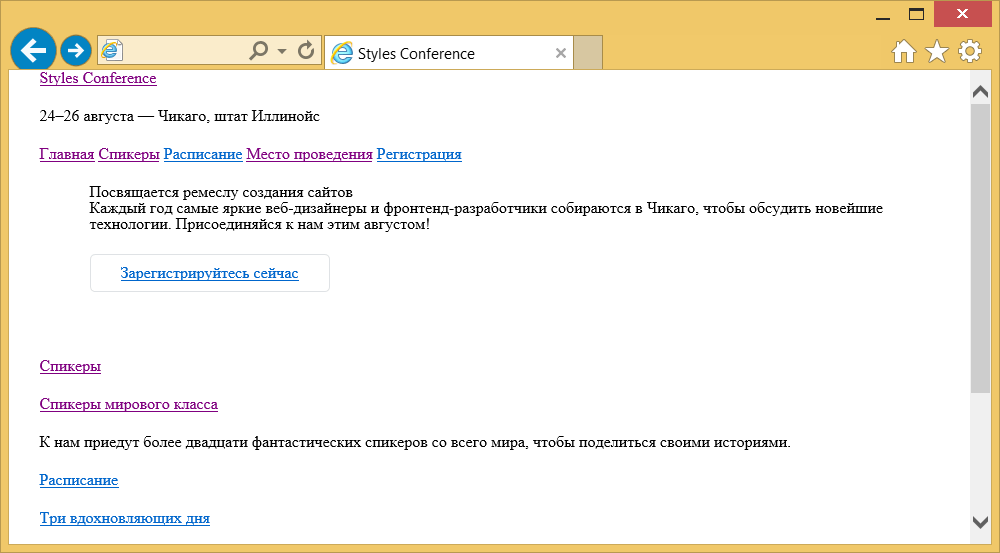 Styles Conference
Styles Conference
24–26 августа — Чикаго, штат Иллинойс
Главная Спикеры Расписание Место проведения Регистрация
Посвящается ремеслу создания сайтов
Каждый год самые яркие веб-дизайнеры и фронтенд-разработчики собираются в Чикаго, чтобы обсудить новейшие
технологии. Присоединяйся к нам этим августом!
Зарегистрируйтесь сейчас
Спикеры
Спикеры мирового класса
К нам приедут более двадцати фантастических спикеров со всего мира, чтобы поделиться своими историями.
Расписание
Три вдохновляющих дня